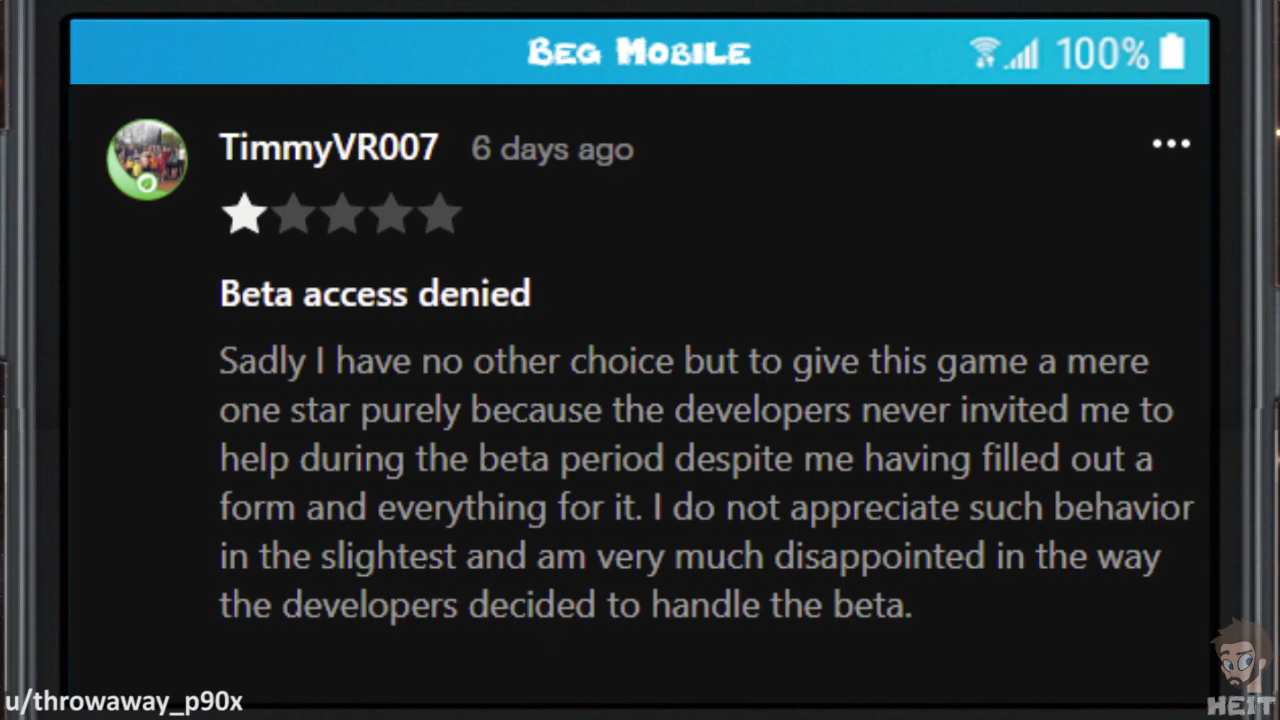 Beg Mobile
100%
TimmyVR007 6 days ago
Beta access denied
Sadly I have no other choice but to give this game a mere
one star purely because the developers never invited me to
help during the beta period despite me having filled out a
form and everything for it. I do not appreciate such behavior
in the slightest and am very much disappointed in the way
the developers decided to handle the beta.
u/throwaway_p90x
HEIT